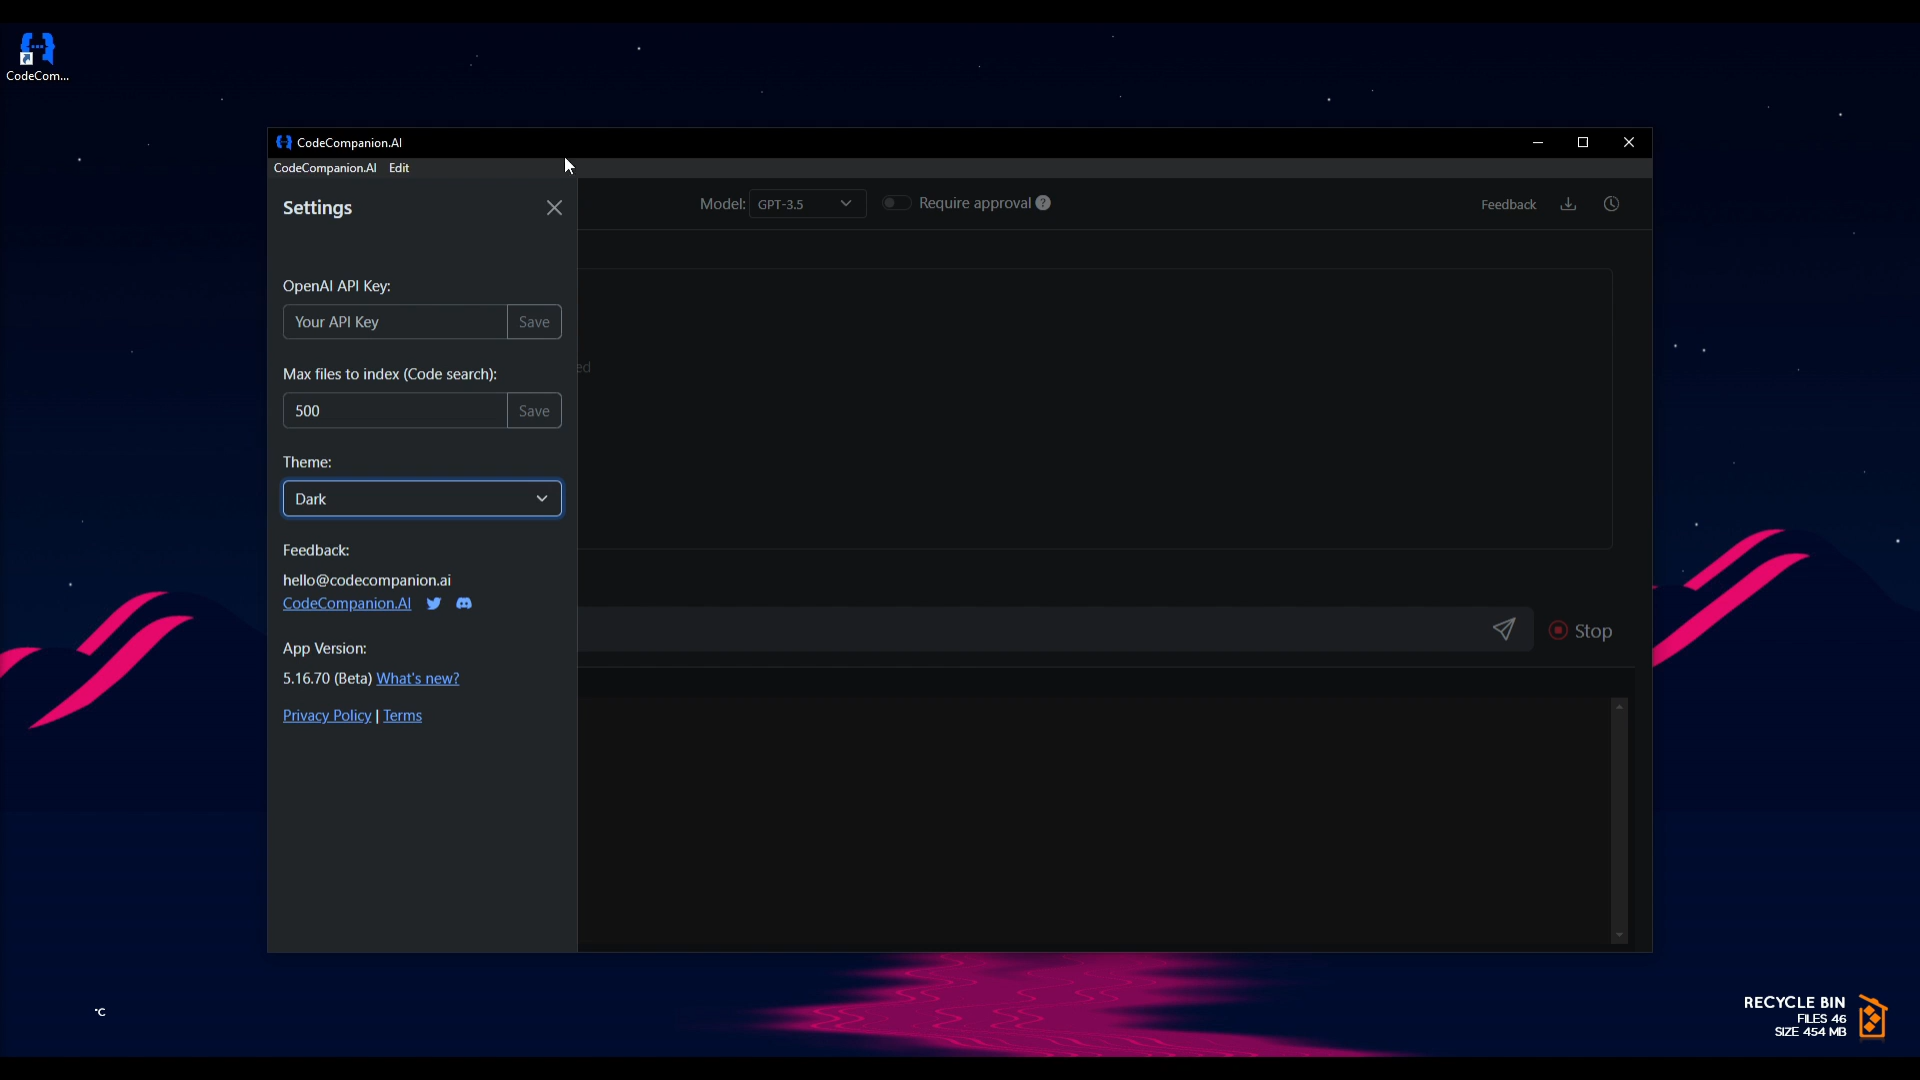 CodeCom...
CodeCompanion.AI
CodeCompanion.AI Edit
Settings
Model: GPT-3.5 Require approval ?
Feedback
OpenAI API Key:
Your API Key Save
Max files to index (Code search):
500 Save
ed
Theme:
Dark
Feedback:
hello@codecompanion.ai
CodeCompanion.AI
Stop
App Version:
5.16.70 (Beta) What's new?
Privacy Policy | Terms
°C
RECYCLE BIN
FILES 46
SIZE 454 MB